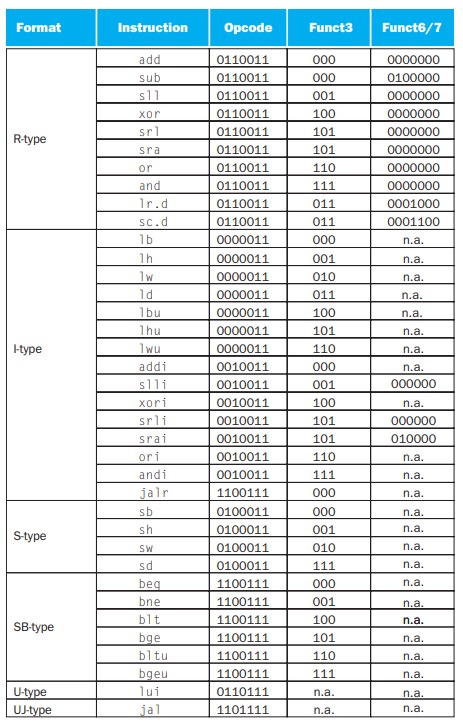 Format Instruction Opcode Funct3 Funct6/7
R-type
add 0110011 000 0000000
sub 0110011 000 0100000
sll 0110011 001 0000000
xor 0110011 100 0000000
srl 0110011 101 0000000
sra 0110011 101 0000000
or 0110011 110 0000000
and 0110011 111 0000000
lr.d 0110011 011 0001000
sc.d 0110011 011 0001100
I-type
lb 0000011 000 n.a.
lh 0000011 001 n.a.
lw 0000011 010 n.a.
ld 0000011 011 n.a.
lbu 0000011 100 n.a.
lhu 0000011 101 n.a.
lwu 0000011 110 n.a.
addi 0010011 000 n.a.
slli 0010011 001 000000
xori 0010011 100 n.a.
srli 0010011 101 000000
srai 0010011 101 010000
ori 0010011 110 n.a.
andi 0010011 111 n.a.
jalr 1100111 000 n.a.
S-type
sb 0100011 000 n.a.
sh 0100011 001 n.a.
sw 0100011 010 n.a.
sd 0100011 111 n.a.
SB-type
beq 1100111 000 n.a.
bne 1100111 001 n.a.
blt 1100111 100 n.a.
bge 1100111 101 n.a.
bltu 1100111 110 n.a.
bgeu 1100111 111 n.a.
U-type lui 0110111 n.a. n.a.
UJ-type jal 1101111 n.a. n.a.